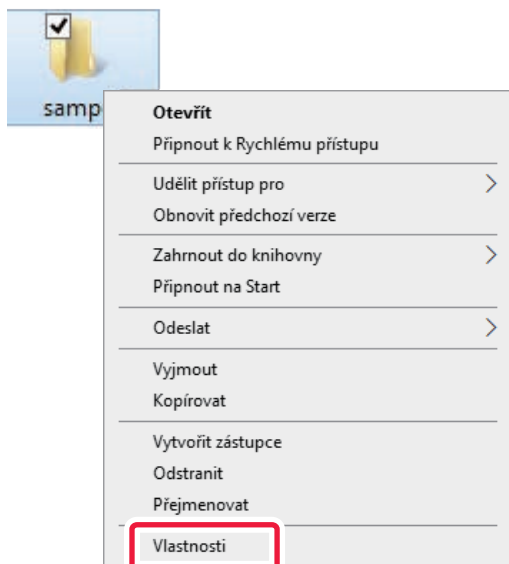 samp
Otevřít
Připnout k Rychlému přístupu
Udělit přístup pro
Obnovit předchozí verze
Zahrnout do knihovny
Připnout na Start
Odeslat
Vyjmout
Kopírovat
Vytvořit zástupce
Odstranit
Přejmenovat
Vlastnosti